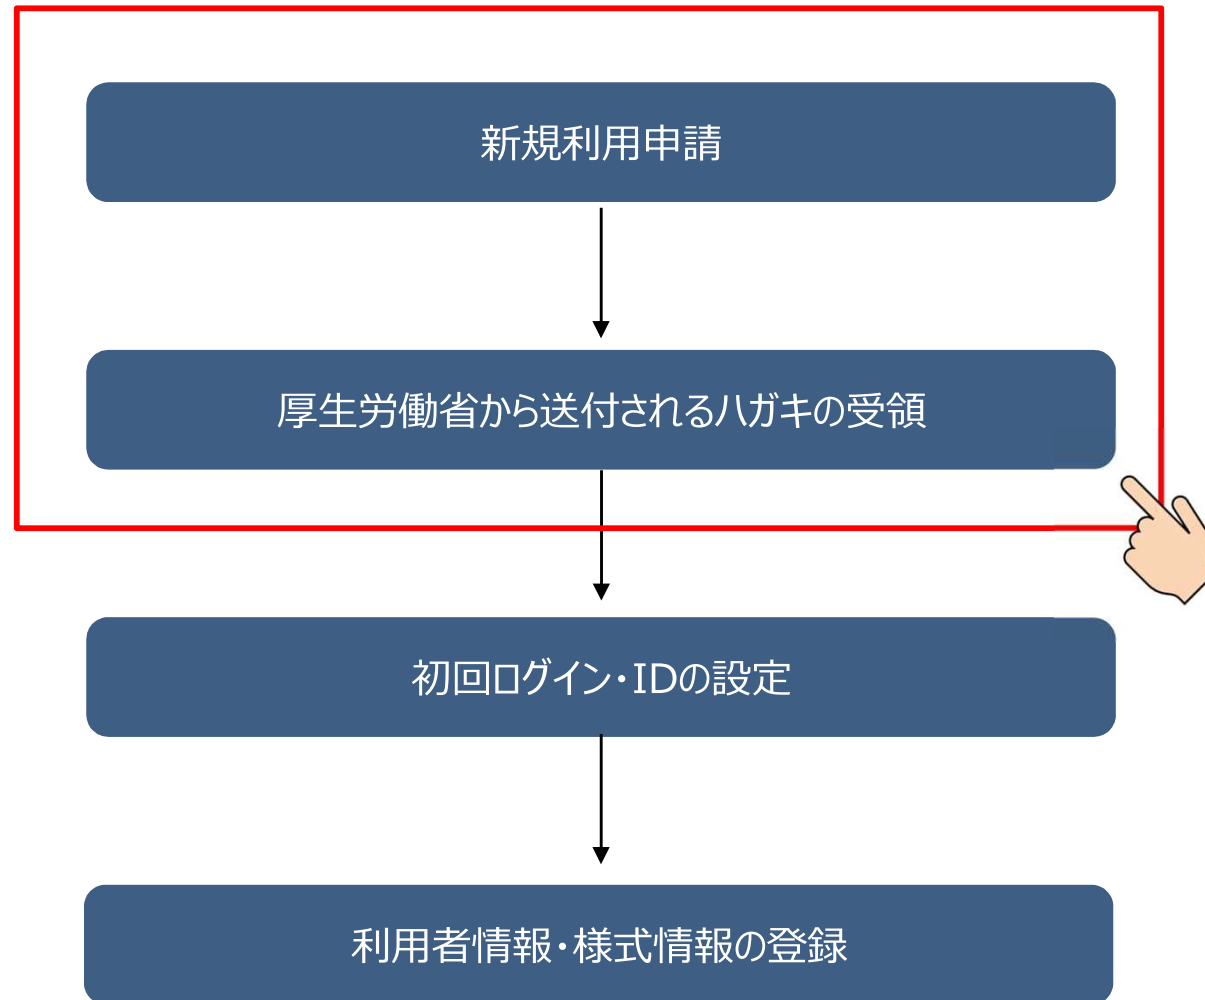 新規利用申請
厚生労働省から送付されるハガキの受領
初回ログイン・IDの設定
利用者情報・様式情報の登録